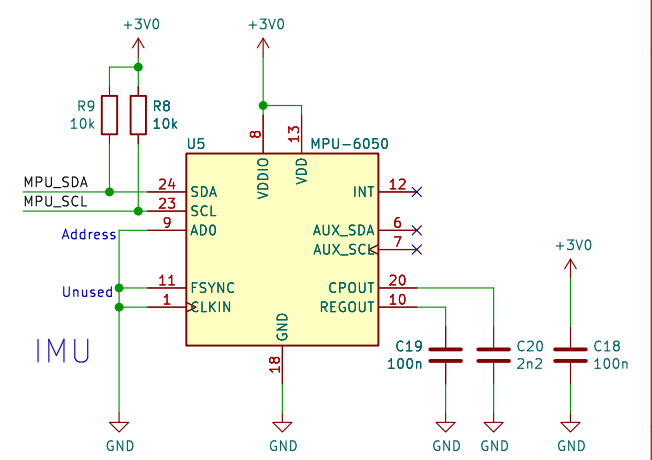 +3V0
+3V0
R9
10k
R8
10k
U5
MPU-6050
8
VDDIO
13
VDD
MPU_SDA
24
SDA
INT
12
MPU_SCL
23
SCL
Address
9
AD0
AUX_SDA
6
AUX_SCL
7
+3V0
Unused
11
FSYNC
CPOUT
20
1
CLKIN
REGOUT
10
IMU
GND
18
C19
100n
C20
2n2
C18
100n
GND
GND
GND
GND
GND